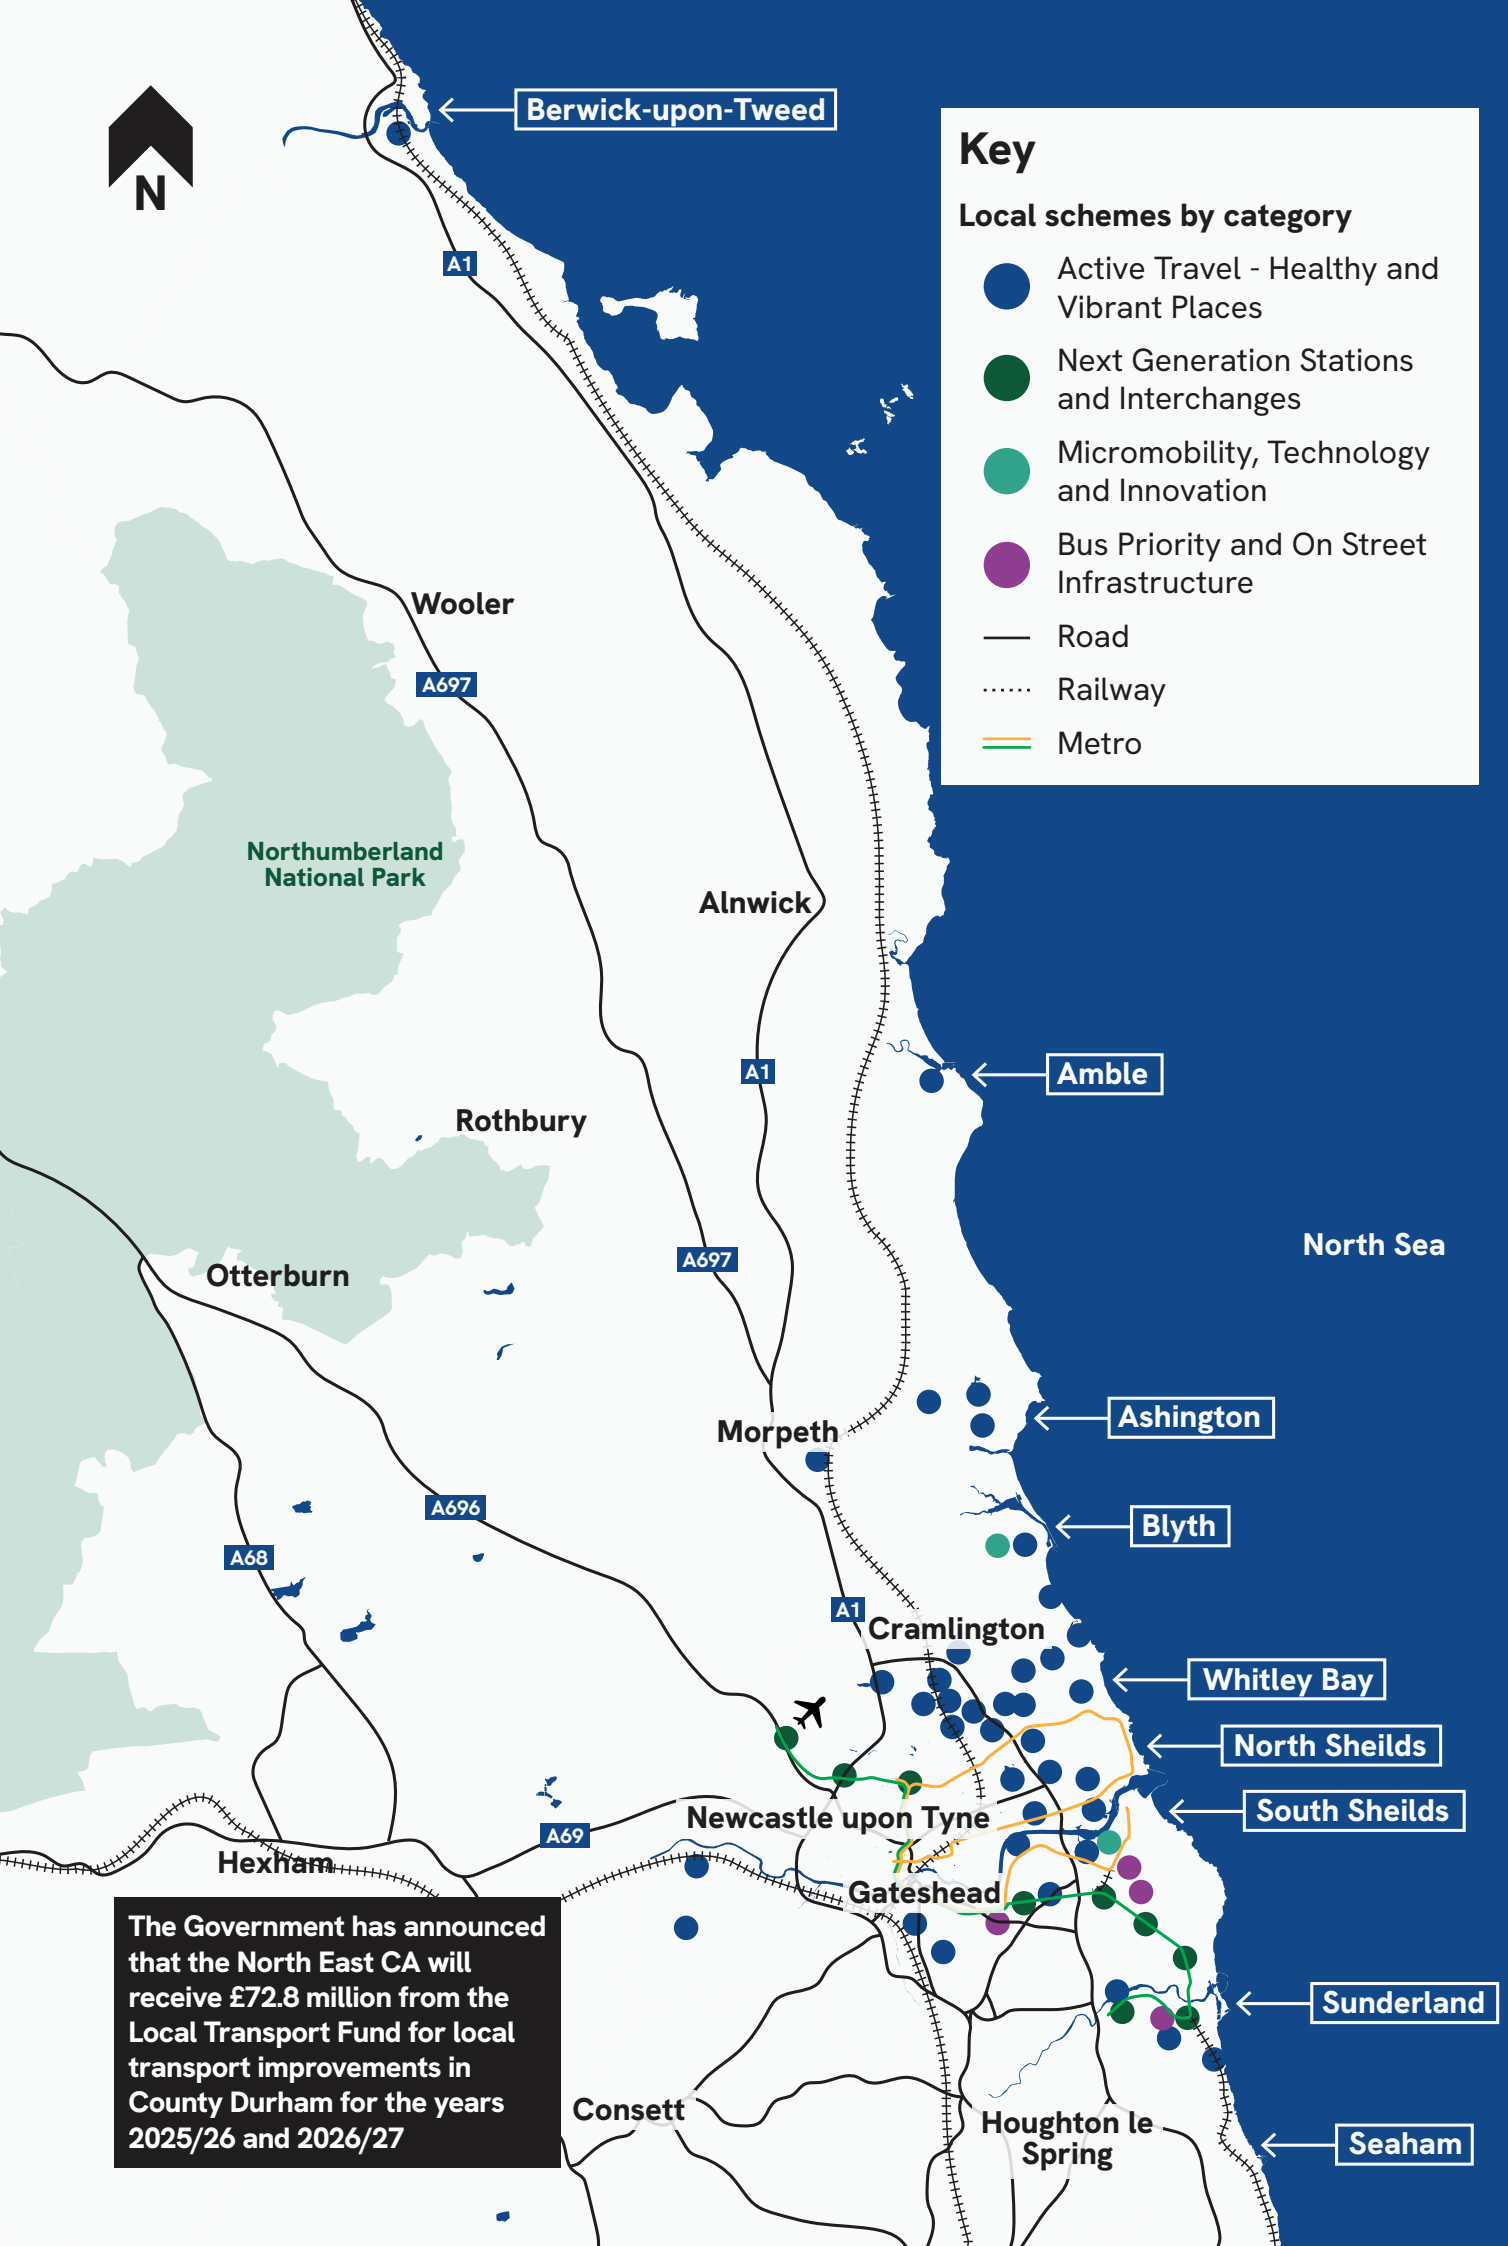 Berwick-upon-Tweed
N
Key
Local schemes by category
Active Travel - Healthy and
Vibrant Places
Next Generation Stations
and Interchanges
Micromobility, Technology
and Innovation
Bus Priority and On Street
Infrastructure
Road
Railway
Metro
A1
Wooler
A697
Northumberland
National Park
Alnwick
A1
Amble
Rothbury
North Sea
A697
Otterburn
Ashington
Morpeth
A696
Blyth
A68
A1
Cramlington
Whitley Bay
North Sheilds
South Sheilds
Newcastle upon Tyne
A69
Hexham
Gateshead
The Government has announced
that the North East CA will
receive £72.8 million from the
Local Transport Fund for local
transport improvements in
County Durham for the years
2025/26 and 2026/27
Sunderland
Consett
Houghton le
Spring
Seaham